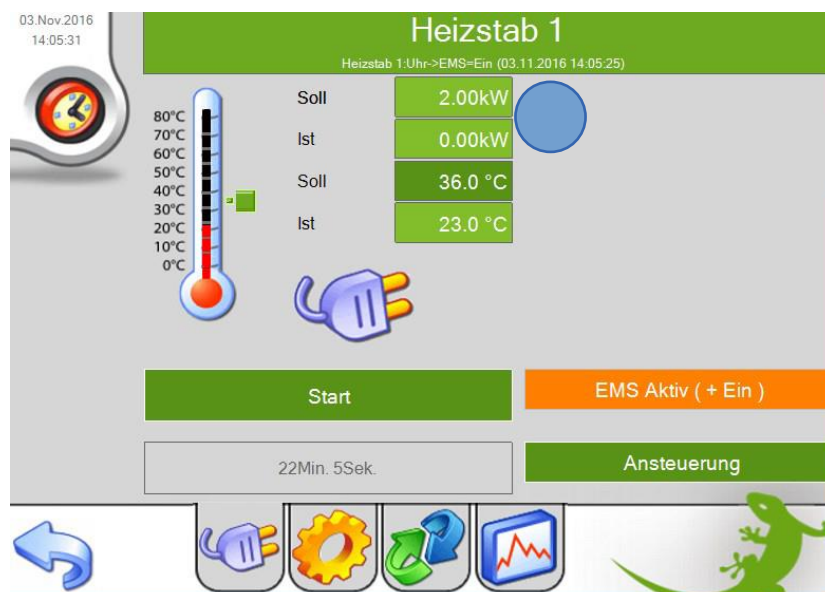 03.Nov.2016
14:05:31
Heizstab 1
Heizstab 1:Uhr->EMS=Ein (03.11.2016 14:05:25)
Soll 2.00kW
Ist 0.00kW
Soll 36.0 °C
Ist 23.0 °C
80°C
70°C
60°C
50°C
40°C
30°C
20°C
10°C
0°C
Start
EMS Aktiv ( + Ein )
22Min. 5Sek.
Ansteuerung